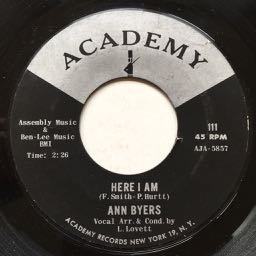 ACADEMY
Assembly Music
& Ben-Lee Music
BMI
Time: 2:26
111
45 RPM
AJA-5857
HERE I AM
(F. Smith-P. Hurtt)
ANN BYERS
Vocal Arr. & Cond. by
L. Lovett
ACADEMY RECORDS NEW YORK 19, N. Y.